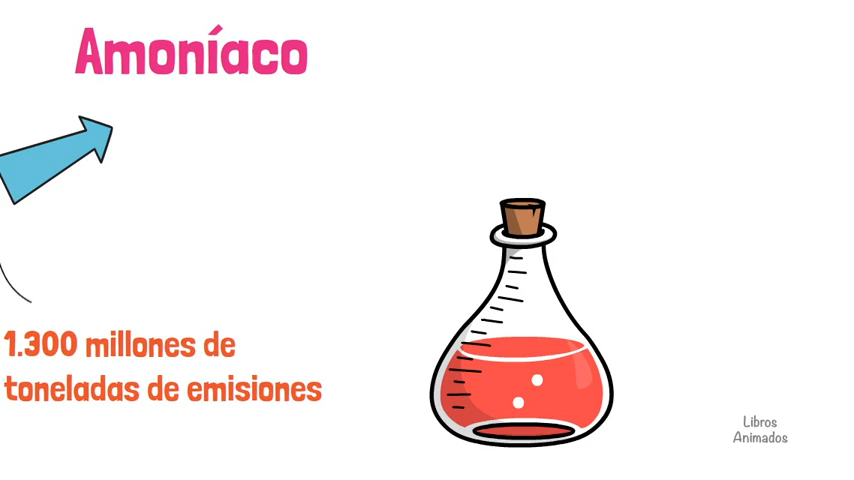 Amoníaco
1.300 millones de
toneladas de emisiones
Libros
Animados